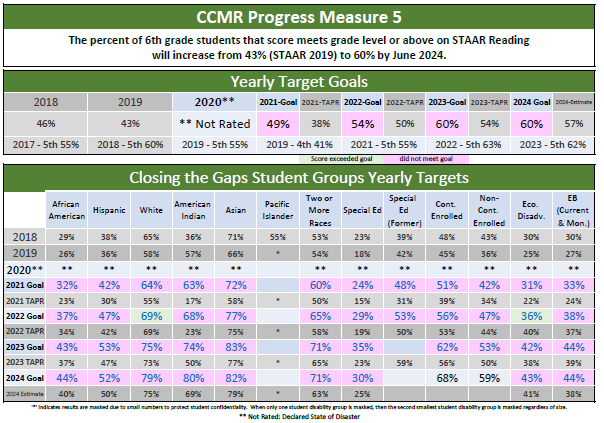 CCMR Progress Measure 5
The percent of 6th grade students that score meets grade level or above on STAAR Reading
will increase from 43% (STAAR 2019) to 60% by June 2024.
Yearly Target Goals
2018 2019 2020** 2021-Goal 2021-TAPR 2022-Goal 2022-TAPR 2023-Goal 2023-TAPR 2024 Goal 2024-Estimate
46% 43% ** Not Rated 49% 38% 54% 50% 60% 54% 60% 57%
2017 - 5th 55% 2018 - 5th 60% 2019 - 5th 55% 2019 - 4th 41% 2021 - 5th 55% 2022 - 5th 63% 2023 - 5th 62%
Score exceeded goal did not meet goal
Closing the Gaps Student Groups Yearly Targets
African American Hispanic White American Indian Asian Pacific Islander Two or More Races Special Ed Special Ed (Former) Cont. Enrolled Non-Cont. Enrolled Eco. Disadv. EB (Current & Mon.)
2018 29% 38% 65% 36% 71% 55% 53% 23% 39% 48% 43% 30% 30%
2019 26% 36% 58% 57% 66% * 54% 18% 42% 45% 36% 25% 27%
2020** ** ** ** ** ** ** ** ** ** ** ** ** **
2021 Goal 32% 42% 64% 63% 72% 60% 24% 48% 51% 42% 31% 33%
2021 TAPR 23% 30% 55% 17% 58% * 50% 15% 31% 39% 34% 22% 24%
2022 Goal 37% 47% 69% 68% 77% 65% 29% 53% 56% 47% 36% 38%
2022 TAPR 34% 42% 69% 23% 75% * 58% 19% 50% 53% 44% 40% 37%
2023 Goal 43% 53% 75% 74% 83% 71% 35% 62% 53% 42% 44%
2023 TAPR 37% 47% 73% 50% 77% * 65% 23% 59% 56% 50% 38% 39%
2024 Goal 44% 52% 79% 80% 82% 71% 30% 68% 59% 43% 44%
2024 Estimate 40% 50% 75% 69% 79% * 63% 25% 41% 38%
"*" Indicates results are masked due to small numbers to protect student confidentiality. When only one student disability group is masked, then the second smallest student disability group is masked regardless of size.
** Not Rated: Declared State of Disaster